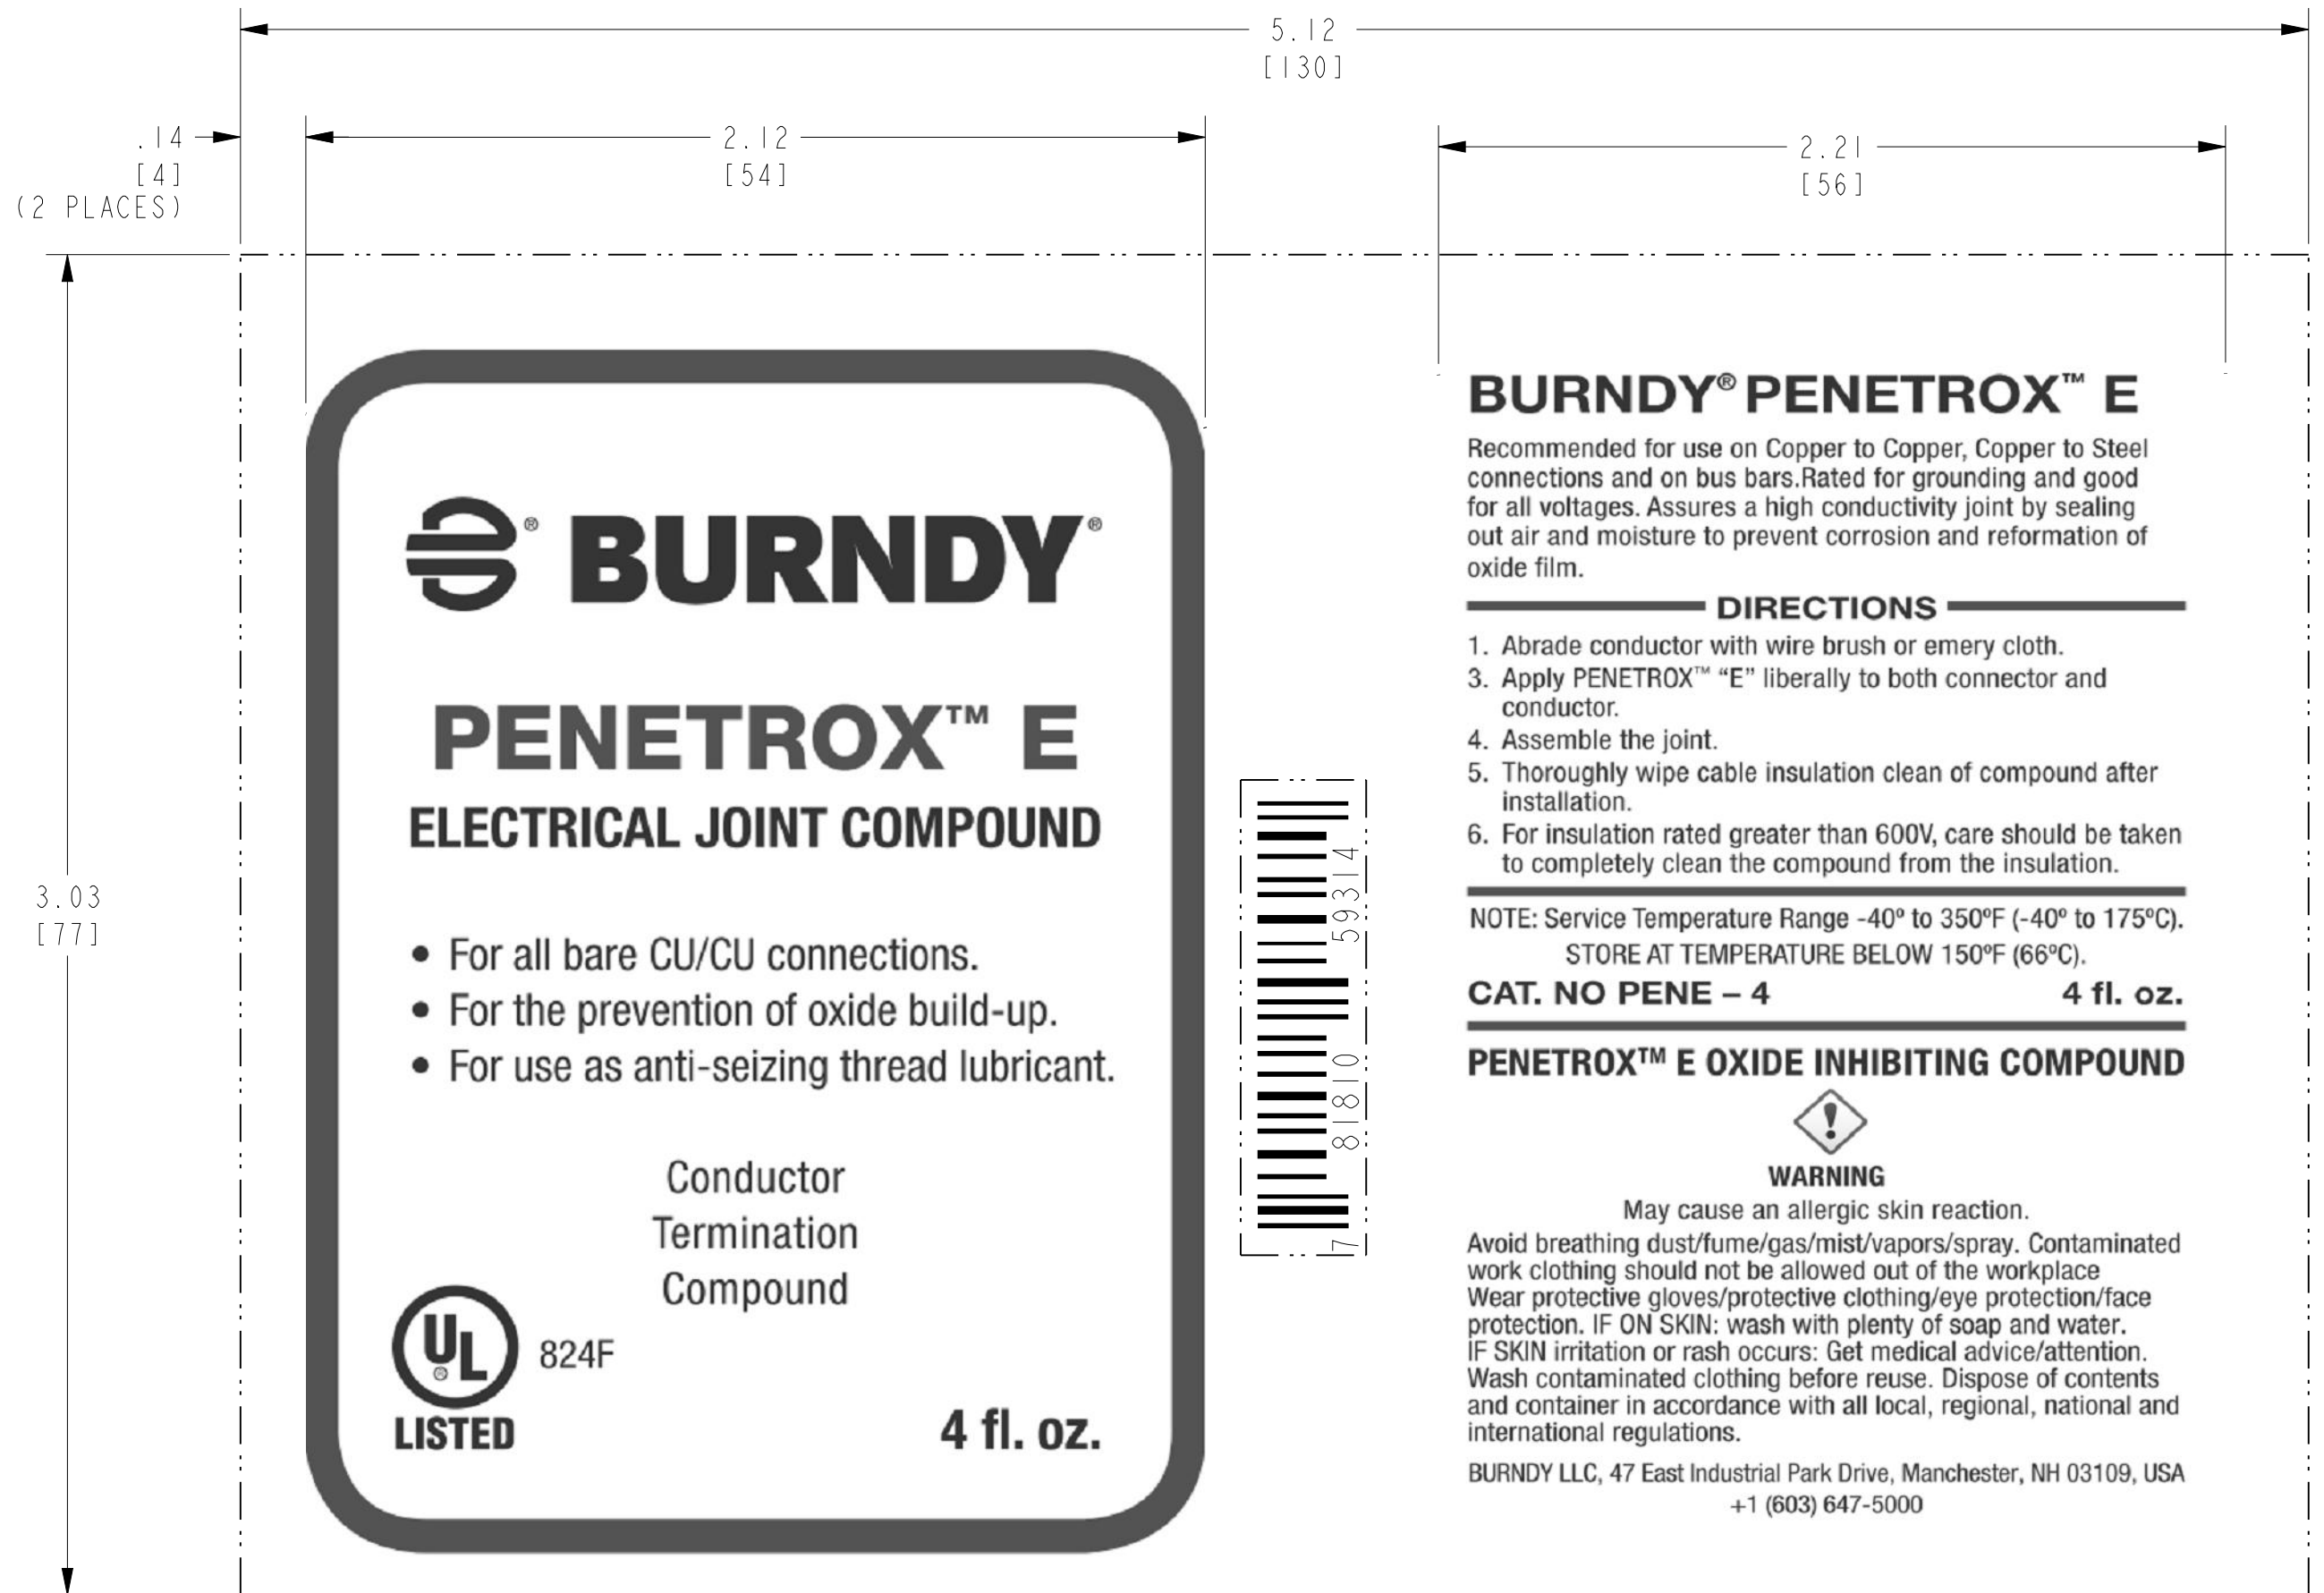 5.12
[130]
.14
[4]
(2 PLACES)
2.12
[54]
2.21
[56]
3.03
[77]
® BURNDY®
PENETROX™ E
ELECTRICAL JOINT COMPOUND
• For all bare CU/CU connections.
• For the prevention of oxide build-up.
• For use as anti-seizing thread lubricant.
Conductor
Termination
Compound
UL®
824F
LISTED
4 fl. oz.
7 81810 59314
BURNDY® PENETROX™ E
Recommended for use on Copper to Copper, Copper to Steel
connections and on bus bars.Rated for grounding and good
for all voltages. Assures a high conductivity joint by sealing
out air and moisture to prevent corrosion and reformation of
oxide film.
DIRECTIONS
1. Abrade conductor with wire brush or emery cloth.
3. Apply PENETROX™ “E” liberally to both connector and
conductor.
4. Assemble the joint.
5. Thoroughly wipe cable insulation clean of compound after
installation.
6. For insulation rated greater than 600V, care should be taken
to completely clean the compound from the insulation.
NOTE: Service Temperature Range -40º to 350ºF (-40º to 175ºC).
STORE AT TEMPERATURE BELOW 150ºF (66ºC).
CAT. NO PENE – 4 4 fl. oz.
PENETROX™ E OXIDE INHIBITING COMPOUND
!
WARNING
May cause an allergic skin reaction.
Avoid breathing dust/fume/gas/mist/vapors/spray. Contaminated
work clothing should not be allowed out of the workplace
Wear protective gloves/protective clothing/eye protection/face
protection. IF ON SKIN: wash with plenty of soap and water.
IF SKIN irritation or rash occurs: Get medical advice/attention.
Wash contaminated clothing before reuse. Dispose of contents
and container in accordance with all local, regional, national and
international regulations.
BURNDY LLC, 47 East Industrial Park Drive, Manchester, NH 03109, USA
+1 (603) 647-5000